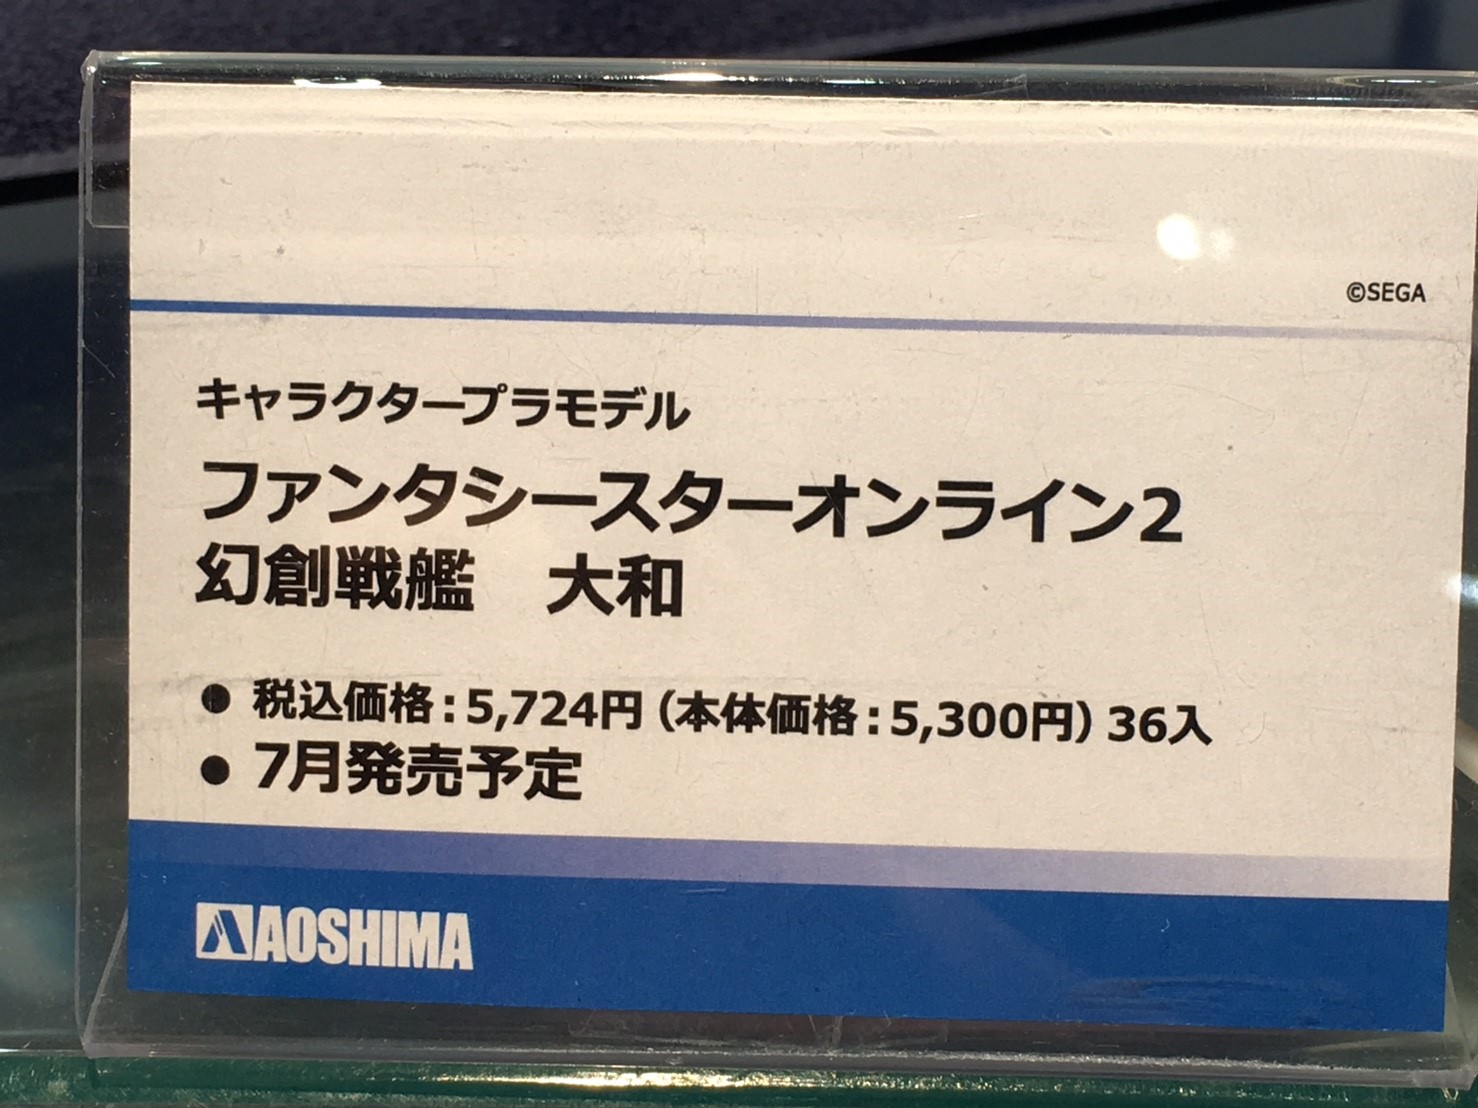 ©SEGA
キャラクタープラモデル
ファンタシースターオンライン2
幻創戦艦　大和
● 税込価格：5,724円（本体価格：5,300円）36入
● 7月発売予定
AOSHIMA